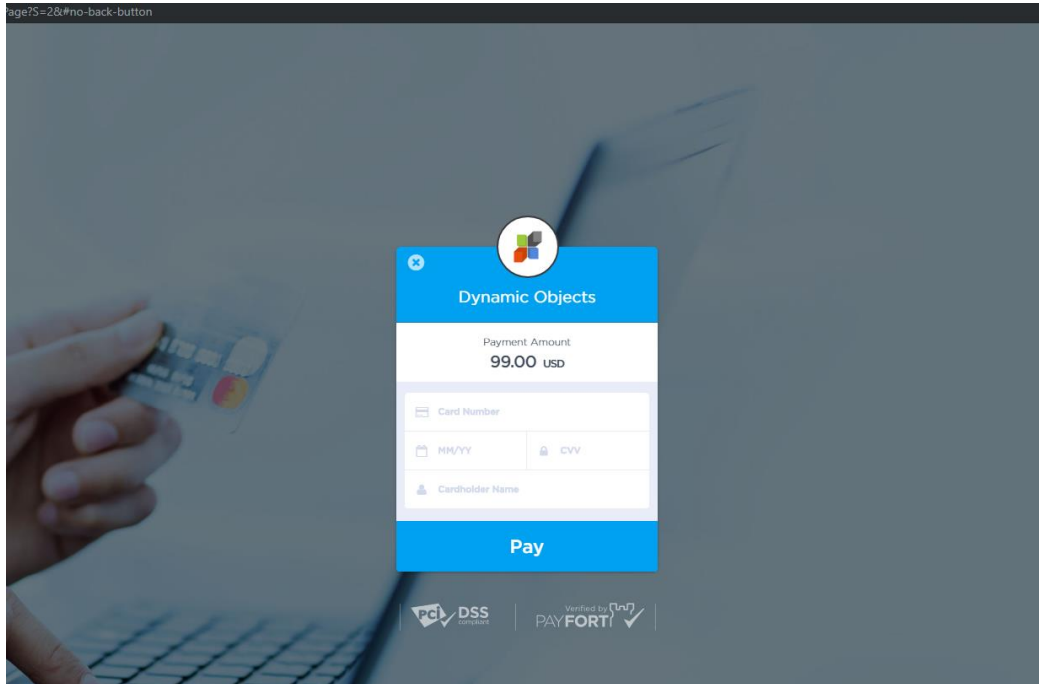 Page?S=2&#no-back-button
Dynamic Objects
Payment Amount
99.00 USD
Card Number
MM/YY
CVV
Cardholder Name
Pay
PCI DSS
compliant
Verified by
PAYFORT